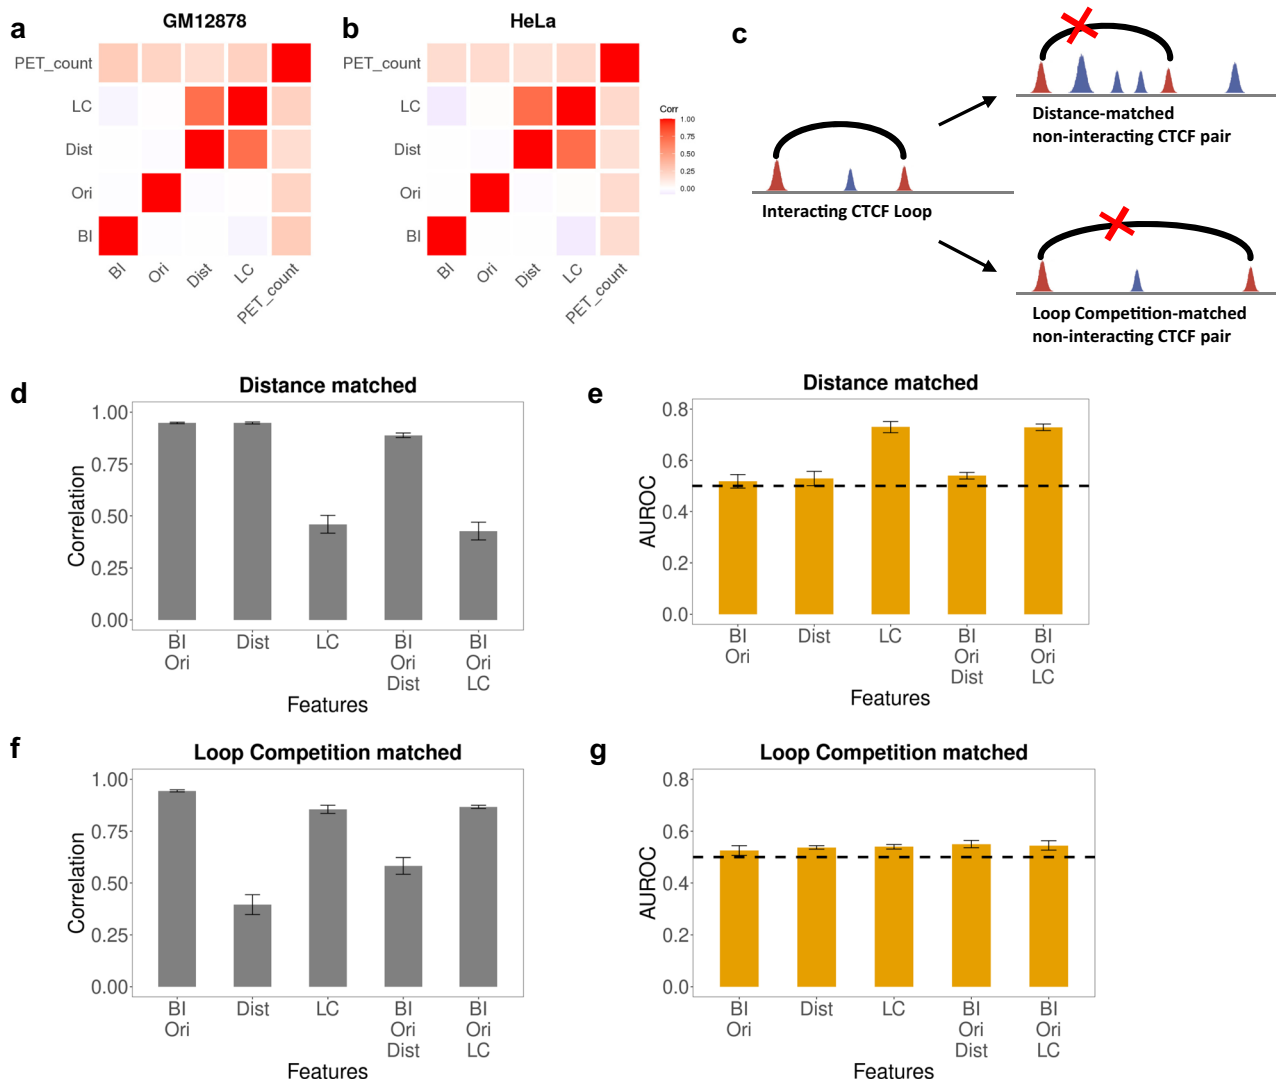 a
GM12878
PET_count
LC
Dist
Ori
BI
BI
Ori
Dist
LC
PET_count
b
HeLa
PET_count
LC
Dist
Ori
BI
BI
Ori
Dist
LC
PET_count
Corr
1.00
0.75
0.50
0.25
0.00
c
Interacting CTCF Loop
Distance-matched
non-interacting CTCF pair
Loop Competition-matched
non-interacting CTCF pair
d
Distance matched
Correlation
1.00
0.75
0.50
0.25
0.00
BI
Ori
Dist
LC
BI
Ori
Dist
BI
Ori
LC
Features
e
Distance matched
AUROC
0.8
0.6
0.4
0.2
0.0
BI
Ori
Dist
LC
BI
Ori
Dist
BI
Ori
LC
Features
f
Loop Competition matched
Correlation
1.00
0.75
0.50
0.25
0.00
BI
Ori
Dist
LC
BI
Ori
Dist
BI
Ori
LC
Features
g
Loop Competition matched
AUROC
0.8
0.6
0.4
0.2
0.0
BI
Ori
Dist
LC
BI
Ori
Dist
BI
Ori
LC
Features